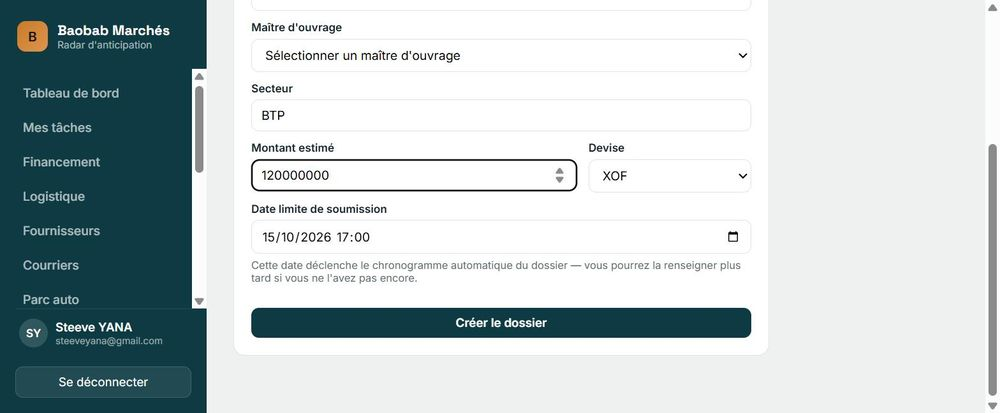 B
Baobab Marchés
Radar d'anticipation
Tableau de bord
Mes tâches
Financement
Logistique
Fournisseurs
Courriers
Parc auto
SY
Steeve YANA
steeveyana@gmail.com
Se déconnecter
Maître d'ouvrage
Sélectionner un maître d'ouvrage
Secteur
BTP
Montant estimé
Devise
120000000
XOF
Date limite de soumission
15/10/2026 17:00
Cette date déclenche le chronogramme automatique du dossier — vous pourrez la renseigner plus
tard si vous ne l'avez pas encore.
Créer le dossier